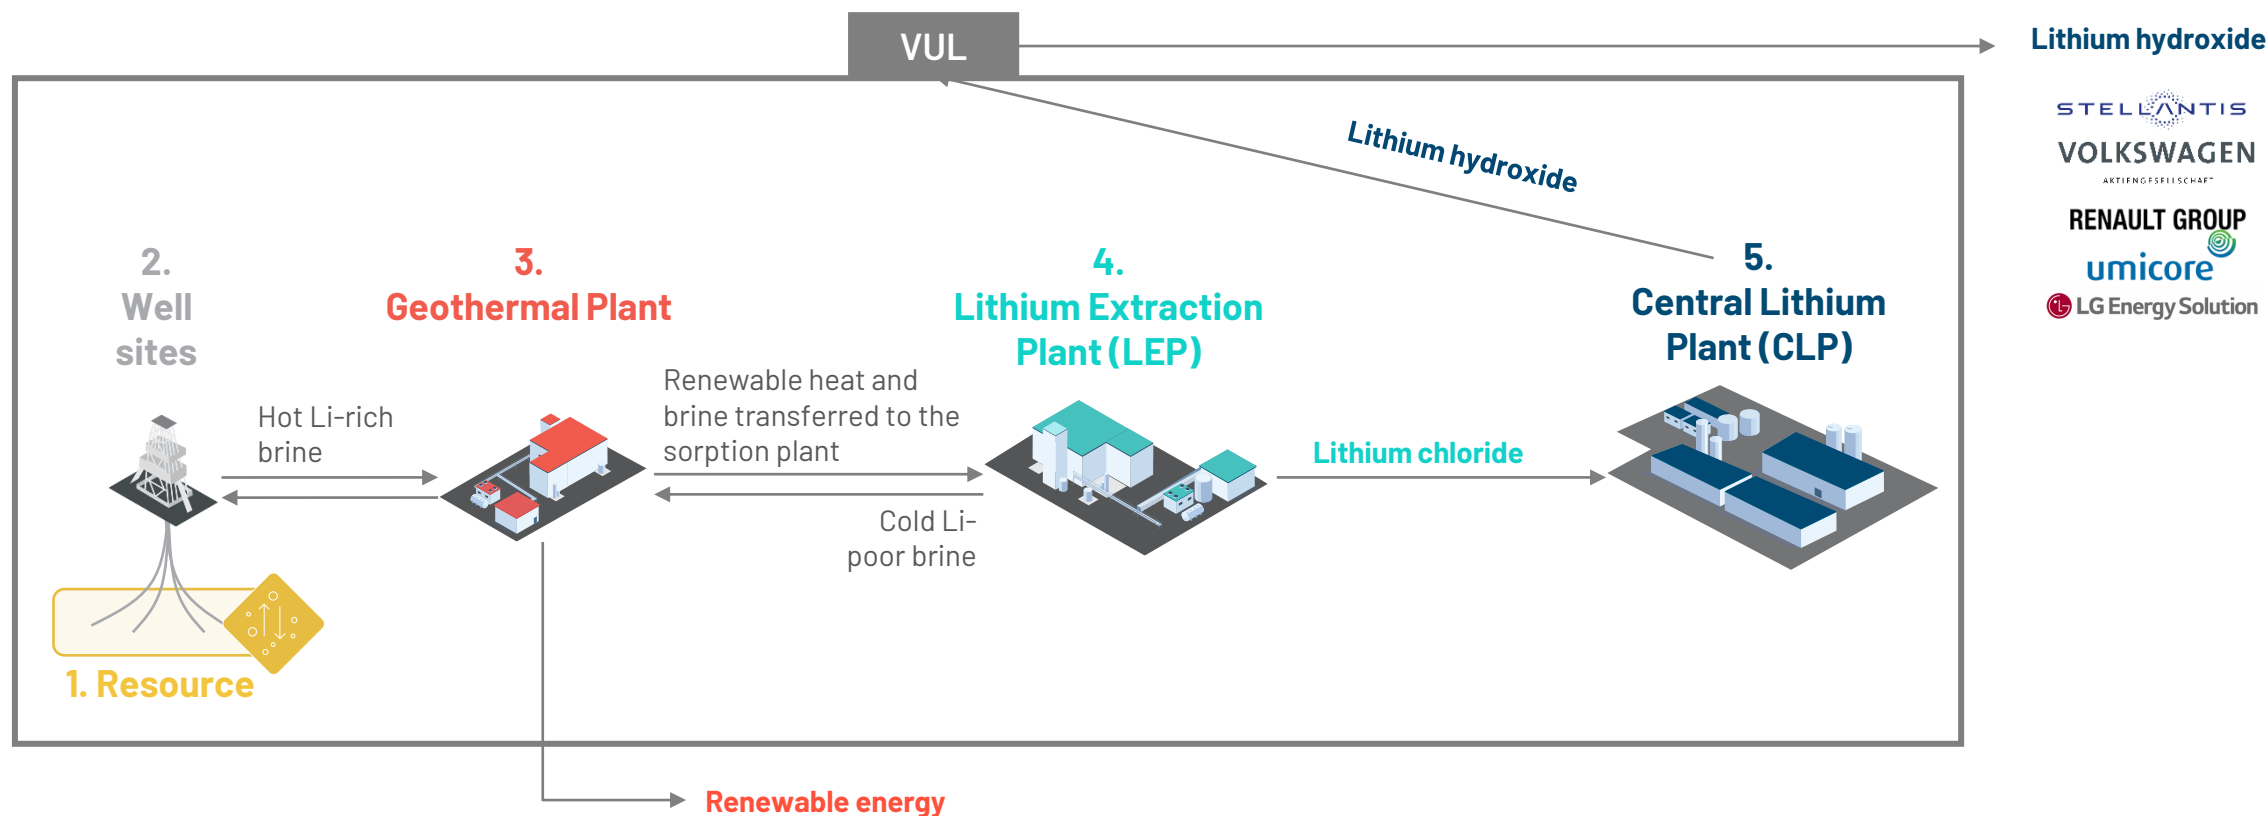 VUL
Lithium hydroxide
STELLANTIS
VOLKSWAGEN
AKTIENGESELLSCHAFT
RENAULT GROUP
umicore
LG Energy Solution
Lithium hydroxide
2.
Well
sites
3.
Geothermal Plant
4.
Lithium Extraction
Plant (LEP)
5.
Central Lithium
Plant (CLP)
Hot Li-rich
brine
Renewable heat and
brine transferred to the
sorption plant
Cold Li-
poor brine
Lithium chloride
1. Resource
Renewable energy